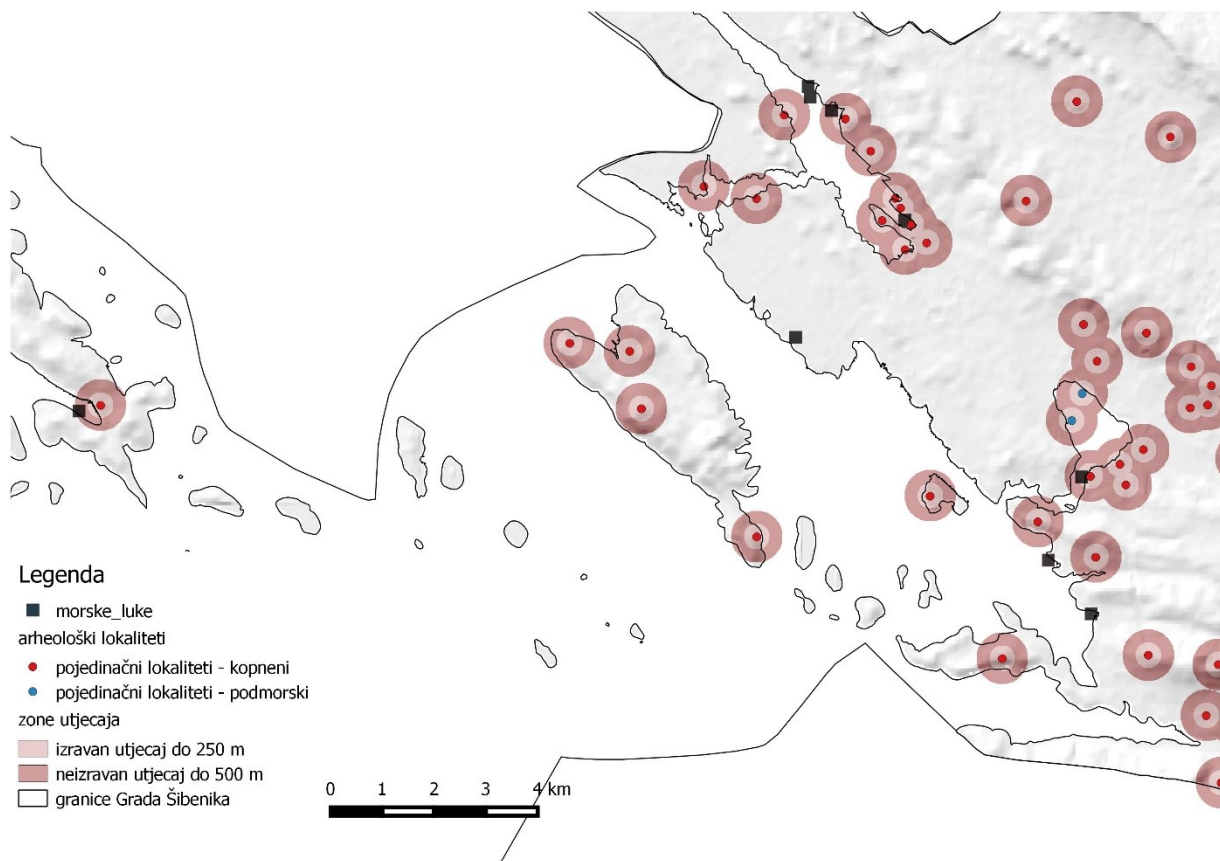 Legenda
morske_luke
arheološki lokaliteti
pojedinačni lokaliteti - kopneni
pojedinačni lokaliteti - podmorski
zone utjecaja
izravan utjecaj do 250 m
neizravan utjecaj do 500 m
granice Grada Šibenika
0 1 2 3 4 km